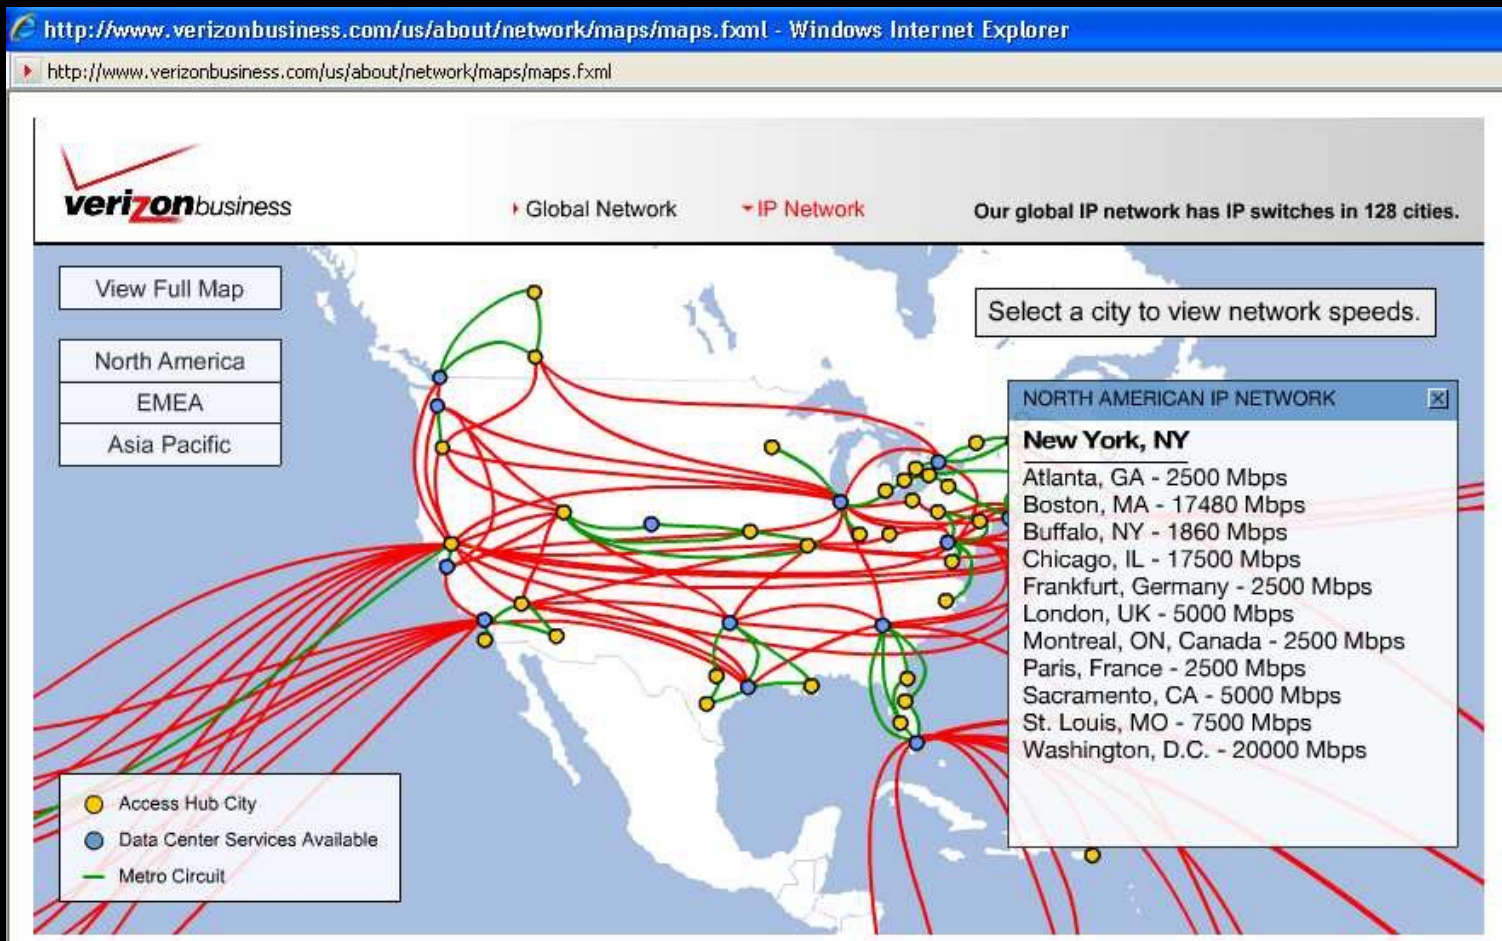 http://www.verizonbusiness.com/us/about/network/maps/maps.fxml - Windows Internet Explorer
http://www.verizonbusiness.com/us/about/network/maps/maps.fxml
verizonbusiness
Global Network
IP Network
Our global IP network has IP switches in 128 cities.
View Full Map
North America
EMEA
Asia Pacific
Select a city to view network speeds.
NORTH AMERICAN IP NETWORK
New York, NY
Atlanta, GA - 2500 Mbps
Boston, MA - 17480 Mbps
Buffalo, NY - 1860 Mbps
Chicago, IL - 17500 Mbps
Frankfurt, Germany - 2500 Mbps
London, UK - 5000 Mbps
Montreal, ON, Canada - 2500 Mbps
Paris, France - 2500 Mbps
Sacramento, CA - 5000 Mbps
St. Louis, MO - 7500 Mbps
Washington, D.C. - 20000 Mbps
Access Hub City
Data Center Services Available
Metro Circuit